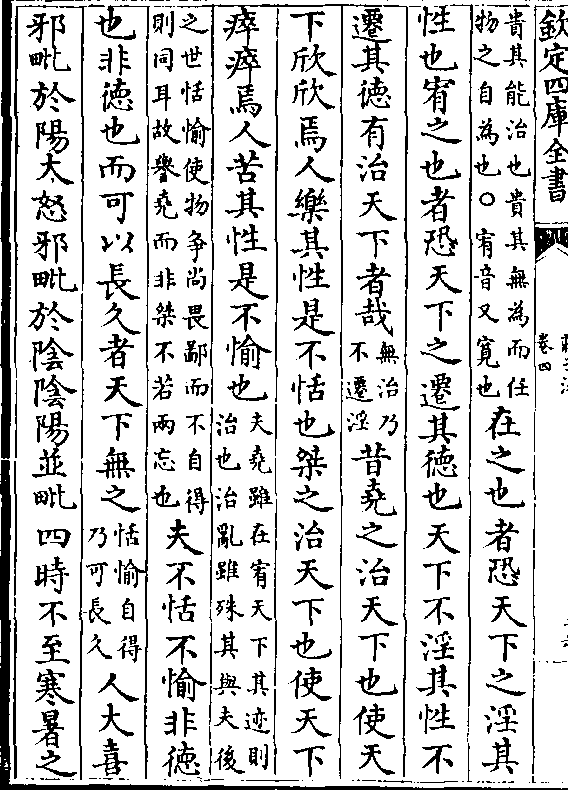 欽定四庫全書
卷四
貴其能治也貴其無為而任
物之自為也○宥音又寬也
在之也者恐天下之淫其
性也宥之也者恐天下之遷其德也天下不淫其性不
遷其德有治天下者哉
無治乃
不遷淫
昔堯之治天下也使天
下欣欣焉人樂其性是不恬也桀之治天下也使天下
瘁瘁焉人苦其性是不愉也
夫堯雖在宥天下其迹則
治也治亂雖殊其與夫後
之世恬愉使物爭尚畏鄙而不自得
則同耳故譽堯而非桀不若兩忘也
夫不恬不愉非徳
也非徳也而可以長久者天下無之
恬愉自得
乃可長久
人大喜
邪毗於陽大怒邪毗於陰陰陽並毗四時不至寒暑之